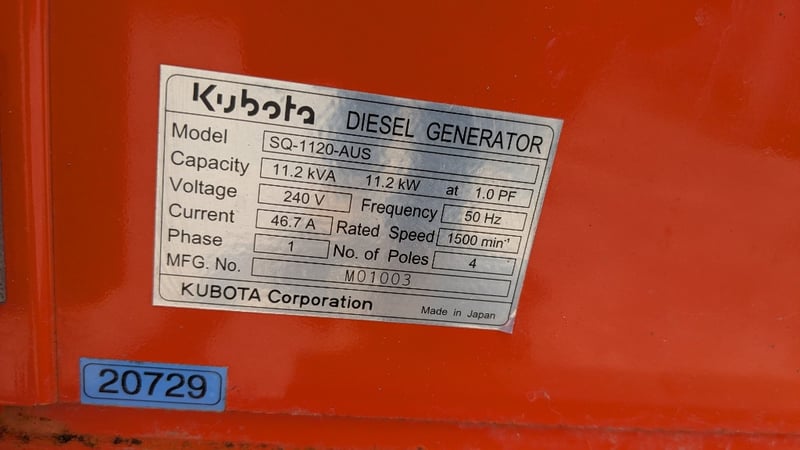 Kubota DIESEL GENERATOR
Model SQ-1120-AUS
Capacity 11.2 kVA 11.2 kW at 1.0 PF
Voltage 240 V Frequency 50 Hz
Current 46.7 A Rated Speed 1500 min⁻¹
Phase 1 No. of Poles 4
MFG. No. M01003
KUBOTA Corporation Made in Japan
20729